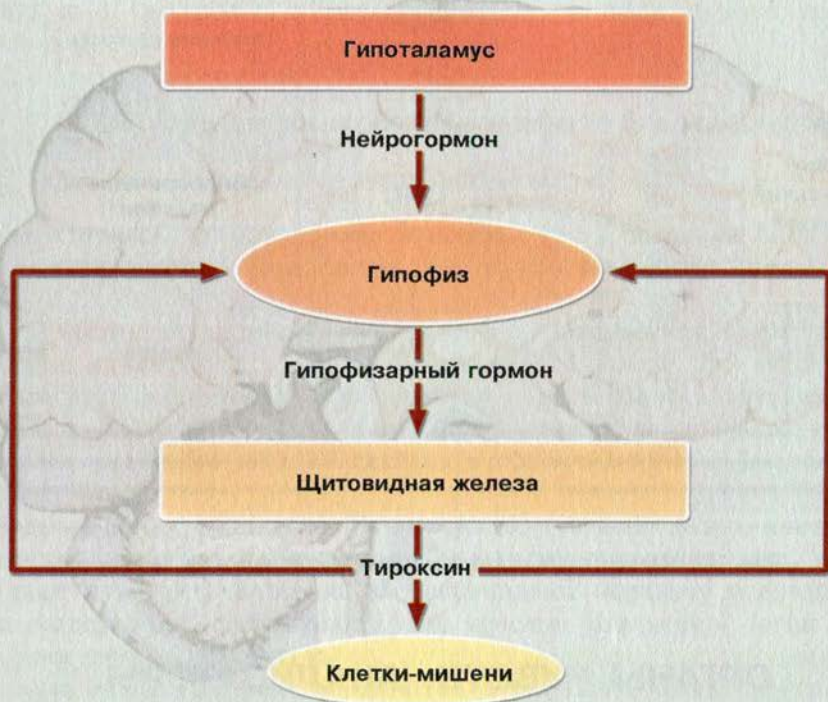 Гипоталамус
Нейрогормон
Гипофиз
Гипофизарный гормон
Щитовидная железа
Тироксин
Клетки-мишени